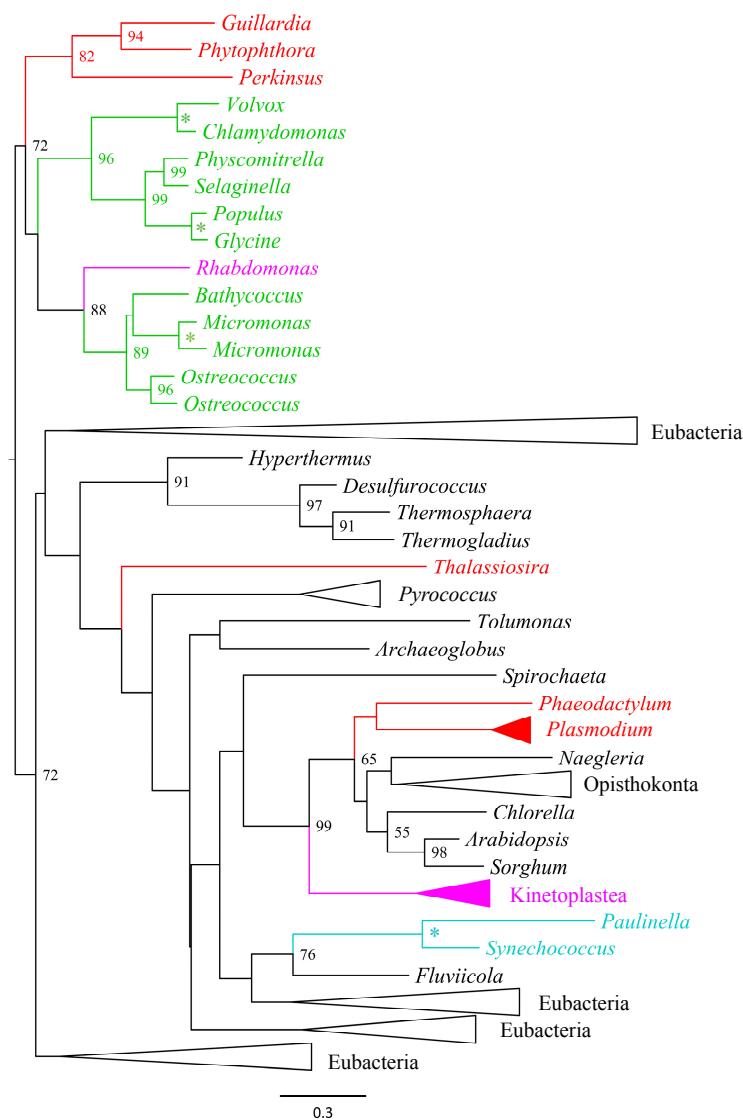 Guillardia
94
Phytophthora
82
Perkinsus
Volvox
*
Chlamydomonas
72
96
Physcomitrella
99
Selaginella
99
Populus
*
Glycine
Rhabdomonas
Bathycoccus
88
Micromonas
*
89
Micromonas
Ostreococcus
96
Ostreococcus
Eubacteria
Hyperthermus
91
Desulfurococcus
97
Thermosphaera
91
Thermogladius
Thalassiosira
Pyrococcus
Tolumonas
Archaeoglobus
Spirochaeta
Phaeodactylum
Plasmodium
65
Naegleria
72
Opisthokonta
Chlorella
99
55
Arabidopsis
98
Sorghum
Kinetoplastea
Paulinella
*
Synechococcus
76
Fluviicola
Eubacteria
Eubacteria
Eubacteria
0.3